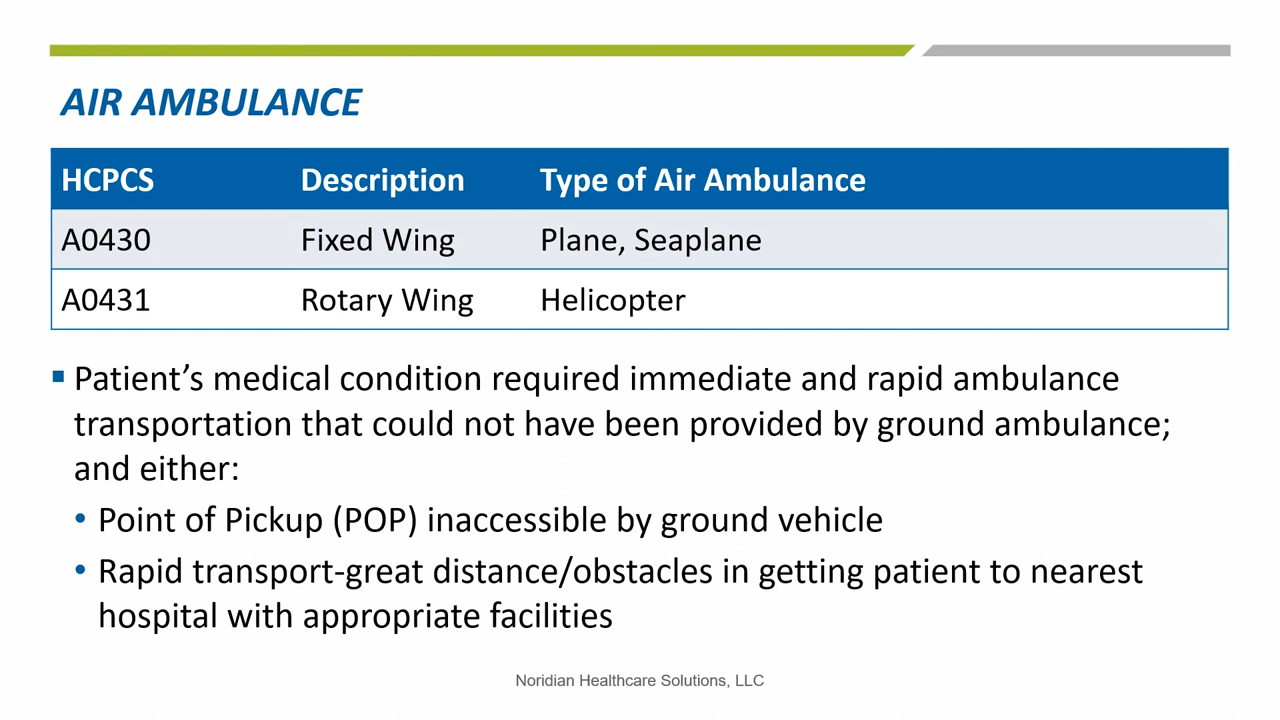 AIR AMBULANCE
HCPCS Description Type of Air Ambulance
A0430 Fixed Wing Plane, Seaplane
A0431 Rotary Wing Helicopter
▪ Patient’s medical condition required immediate and rapid ambulance
transportation that could not have been provided by ground ambulance;
and either:
• Point of Pickup (POP) inaccessible by ground vehicle
• Rapid transport-great distance/obstacles in getting patient to nearest
hospital with appropriate facilities
Noridian Healthcare Solutions, LLC